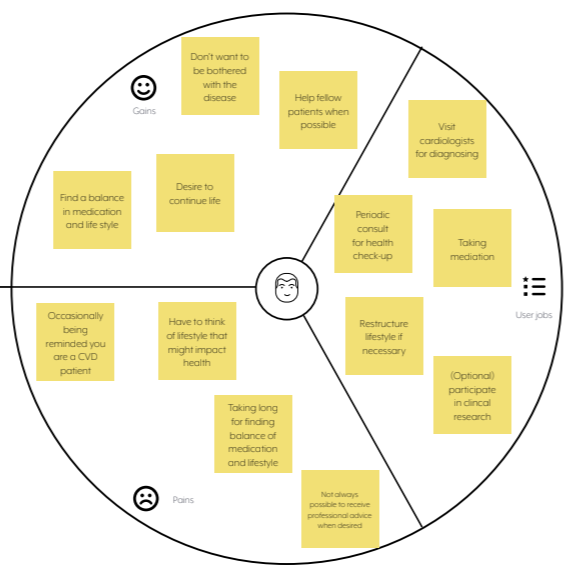 Don't want to
be bothered
with the
disease
Gains
Help fellow
patients when
possible
Find a balance
in medication
and life style
Desire to
continue life
Visit
cardiologists
for diagnosing
Periodic
consult
for health
check-up
Taking
mediation
User jobs
Restructure
lifestyle if
necessary
(Optional)
participate
in clincal
research
Occasionally
being
reminded you
are a CVD
patient
Have to think
of lifestyle that
might impact
health
Taking long
for finding
balance of
medication
and lifestyle
Pains
Not always
possible to receive
professional advice
when desired